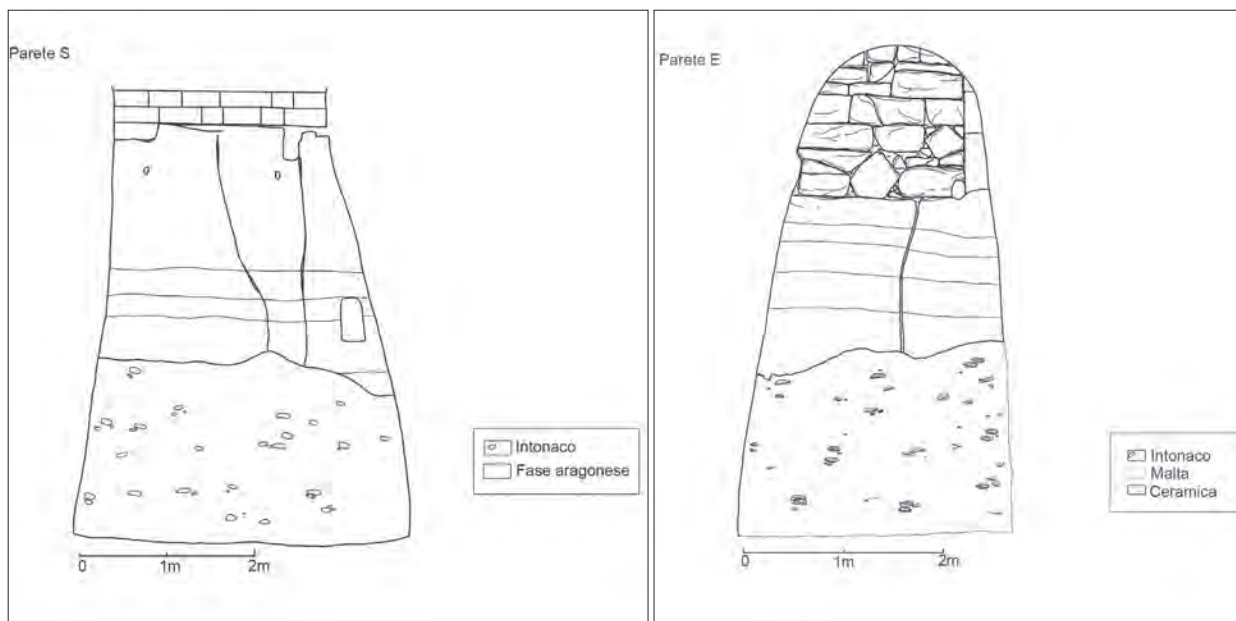 Parete S
Intonaco
Fase aragonese
0 1m 2m
Parete E
Intonaco
Malta
Ceramica
0 1m 2m